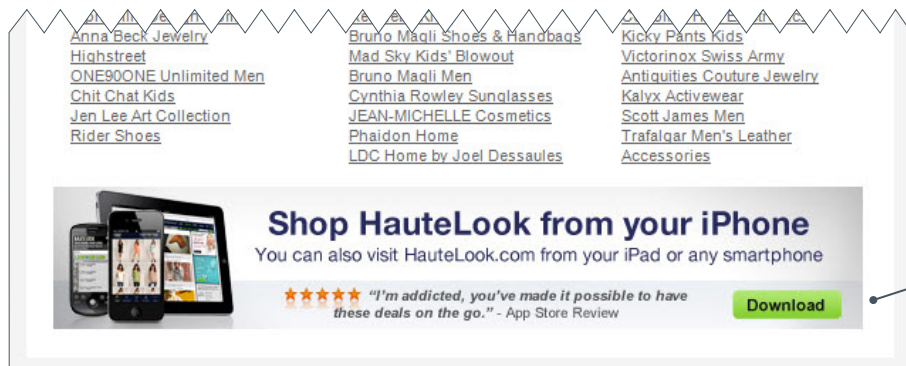 Anna Beck Jewelry
Highstreet
ONE90ONE Unlimited Men
Chit Chat Kids
Jen Lee Art Collection
Rider Shoes
Bruno Magli Shoes & Handbags
Mad Sky Kids' Blowout
Bruno Magli Men
Cynthia Rowley Sunglasses
JEAN-MICHELLE Cosmetics
Phaidon Home
LDC Home by Joel Dessaules
Kicky Pants Kids
Victorinox Swiss Army
Antiquities Couture Jewelry
Kalyx Activewear
Scott James Men
Trafalgar Men's Leather
Accessories
Shop HauteLook from your iPhone
You can also visit HauteLook.com from your iPad or any smartphone
“I’m addicted, you’ve made it possible to have
these deals on the go.” - App Store Review
Download